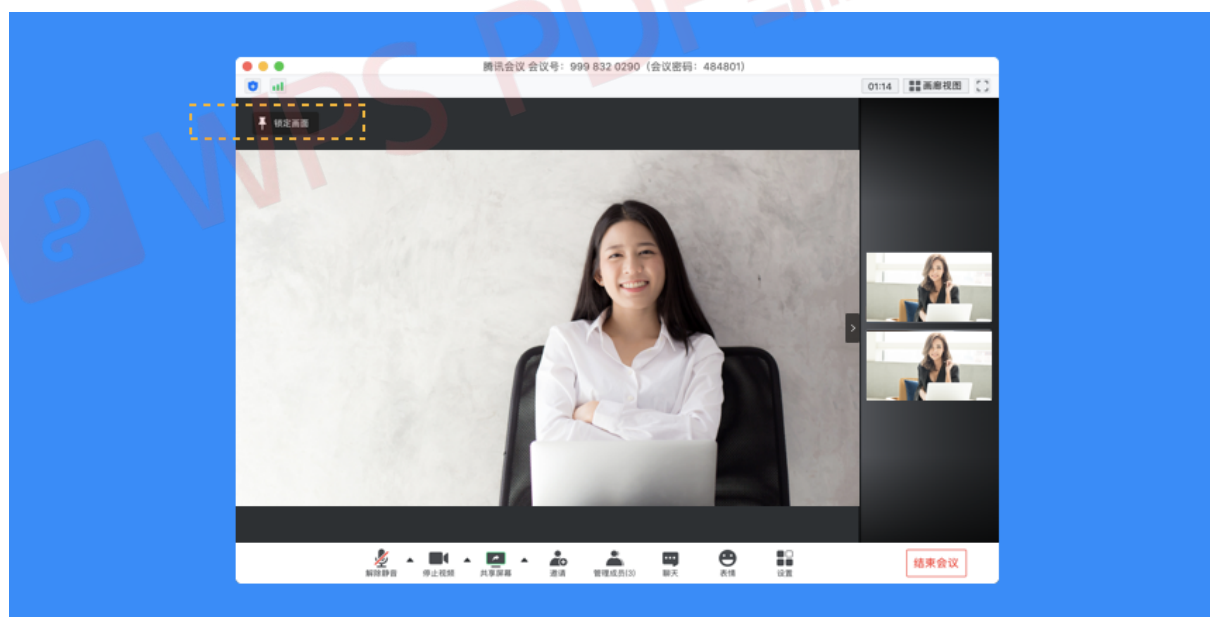 WPS PDF
腾讯会议 会议号：999 832 0290（会议密码：484801）
01:14 画廊视图
锁定画面
解除静音 停止视频 共享屏幕 邀请 管理成员(3) 聊天 表情 设置 结束会议